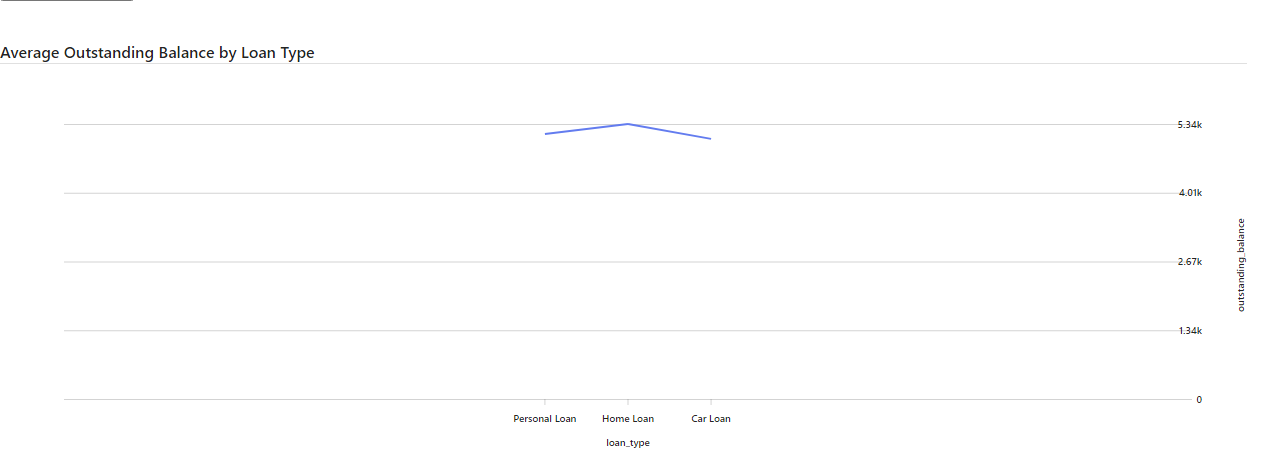 Average Outstanding Balance by Loan Type
5.34k
4.01k
2.67k
1.34k
0
outstanding_balance
Personal Loan
Home Loan
Car Loan
loan_type